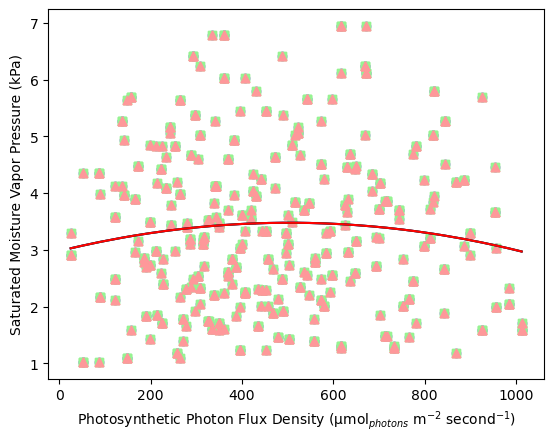 7
6
5
4
3
2
1
Saturated Moisture Vapor Pressure (kPa)
0 200 400 600 800 1000
Photosynthetic Photon Flux Density (μmol_photons m⁻² second⁻¹)